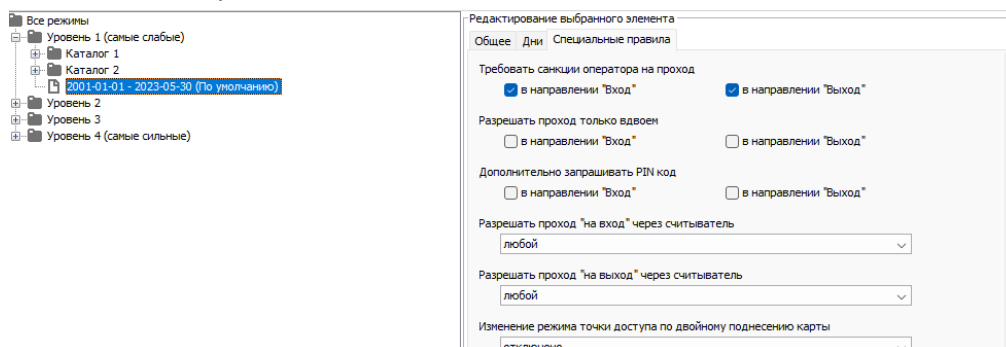 Все режимы
Уровень 1 (самые слабые)
Каталог 1
Каталог 2
2001-01-01 - 2023-05-30 (По умолчанию)
Уровень 2
Уровень 3
Уровень 4 (самые сильные)
Редактирование выбранного элемента
Общее Дни Специальные правила
Требовать санкции оператора на проход
в направлении "Вход" в направлении "Выход"
Разрешать проход только вдвоем
в направлении "Вход" в направлении "Выход"
Дополнительно запрашивать PIN код
в направлении "Вход" в направлении "Выход"
Разрешать проход "на вход" через считыватель
любой
Разрешать проход "на выход" через считыватель
любой
Изменение режима точки доступа по двойному поднесению карты
отключено